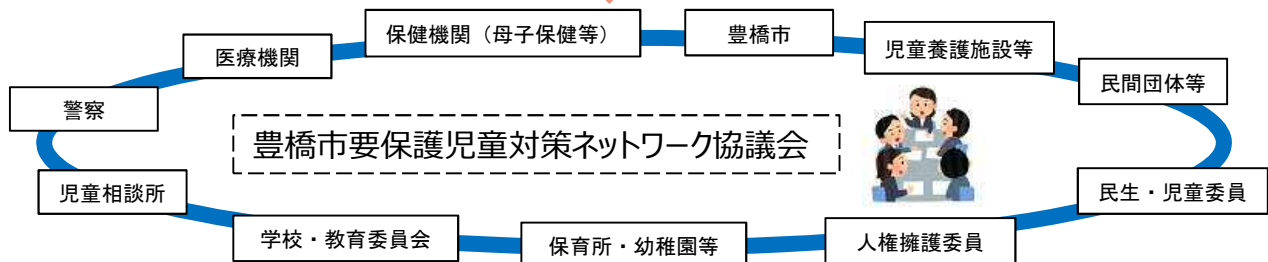 保健機関（母子保健等）
豊橋市
児童養護施設等
医療機関
民間団体等
警察
豊橋市要保護児童対策ネットワーク協議会
児童相談所
民生・児童委員
学校・教育委員会
保育所・幼稚園等
人権擁護委員